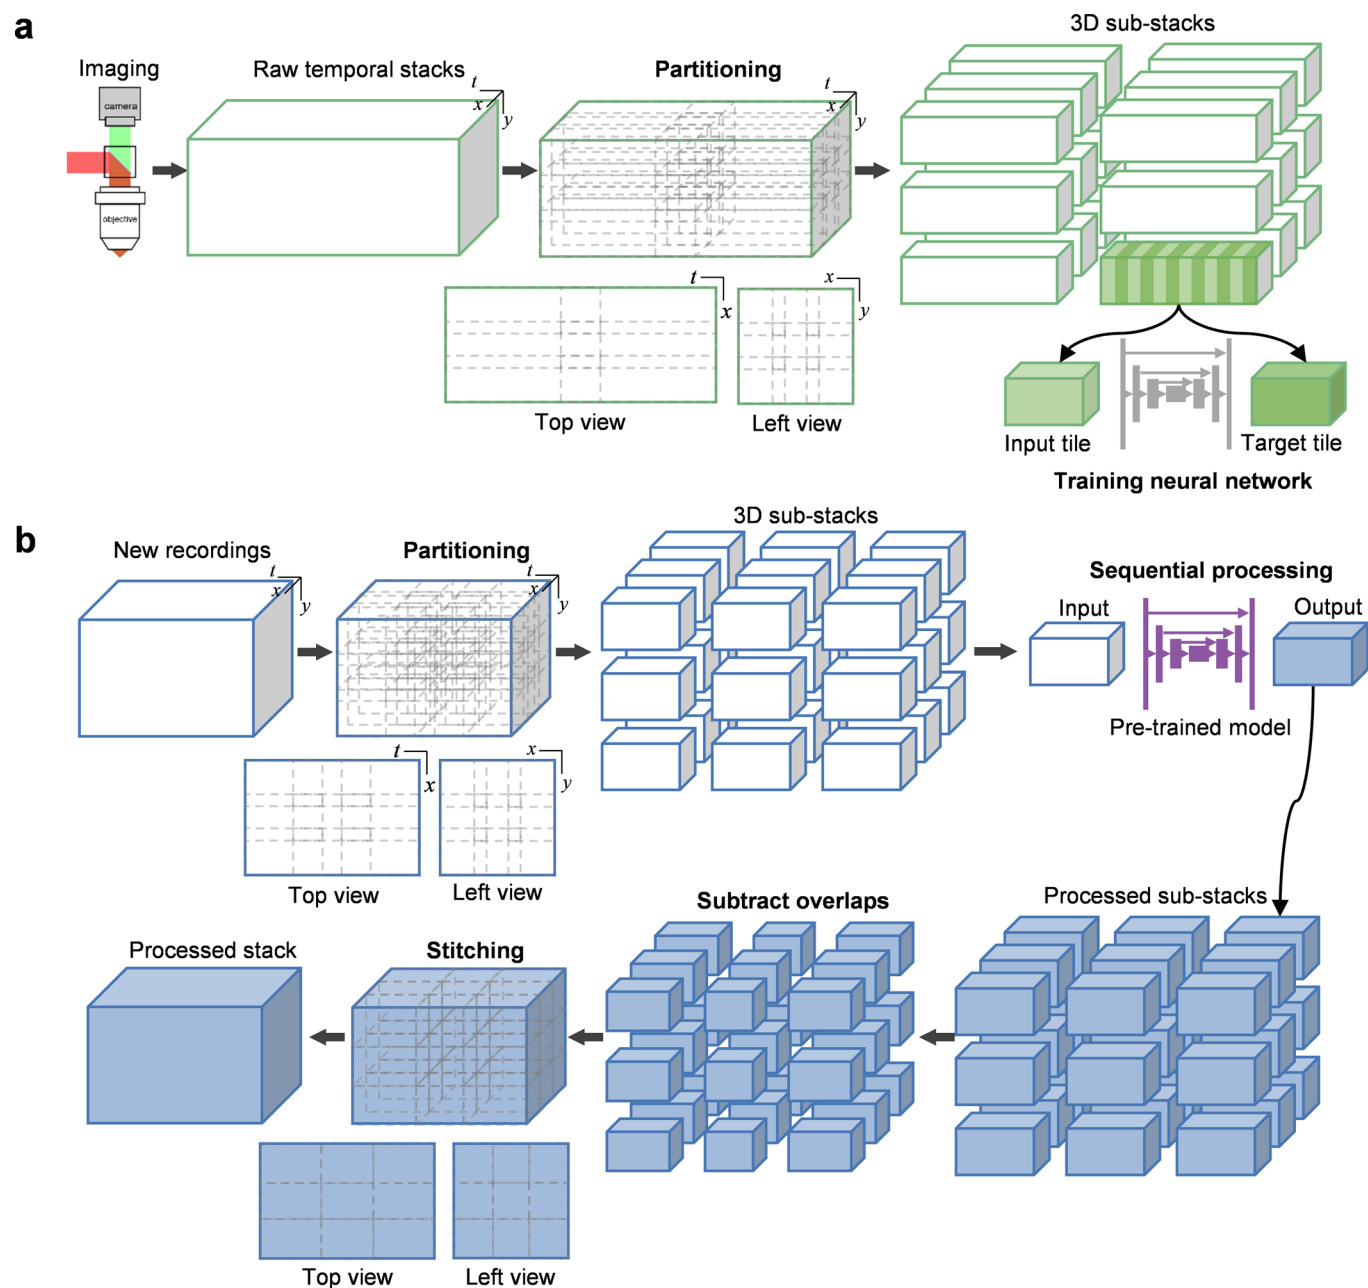 a
3D sub-stacks
Imaging
Raw temporal stacks
Partitioning
camera
objective
t
x
y
t
x
y
t
x
x
y
Top view
Left view
Input tile
Target tile
Training neural network
b
New recordings
Partitioning
3D sub-stacks
Sequential processing
t
x
y
t
x
y
Input
Output
Pre-trained model
t
x
x
y
Top view
Left view
Processed stack
Stitching
Subtract overlaps
Processed sub-stacks
Top view
Left view